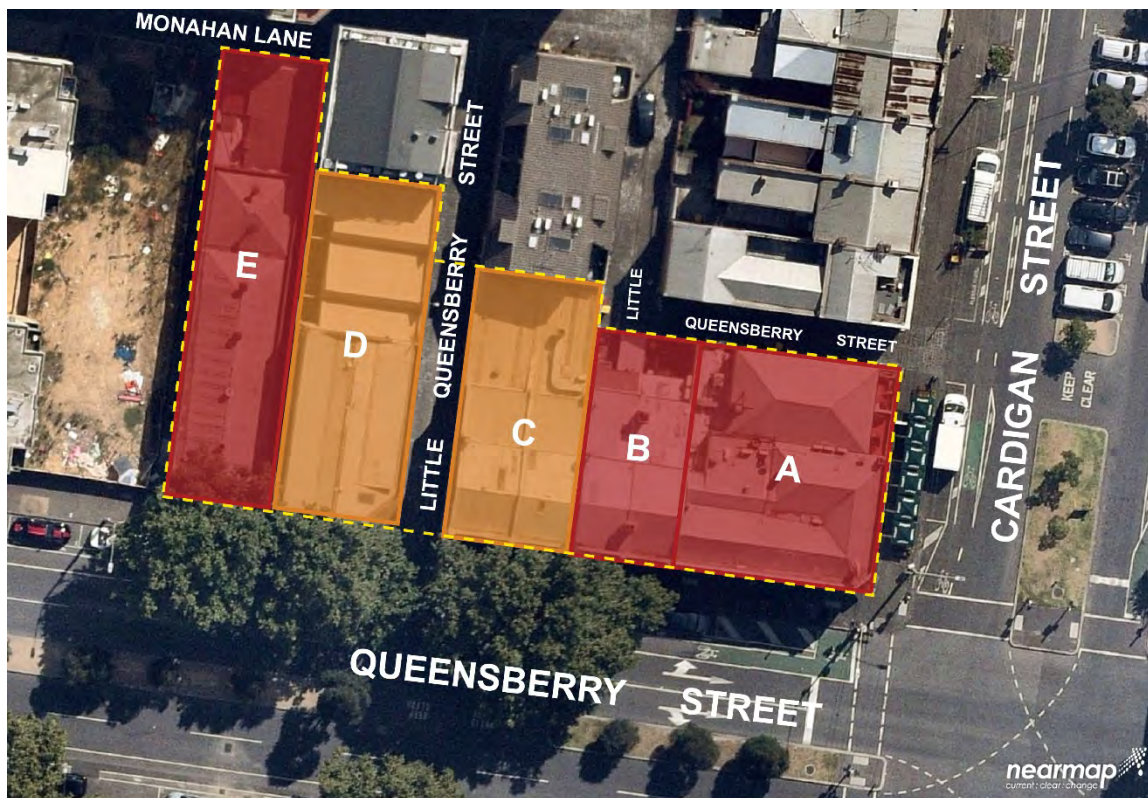 MONAHAN LANE
STREET
QUEENSBERRY
LITTLE
LITTLE
QUEENSBERRY STREET
CARDIGAN STREET
KEEP
CLEAR
E
D
C
B
A
QUEENSBERRY STREET
nearmap
current:clear:change